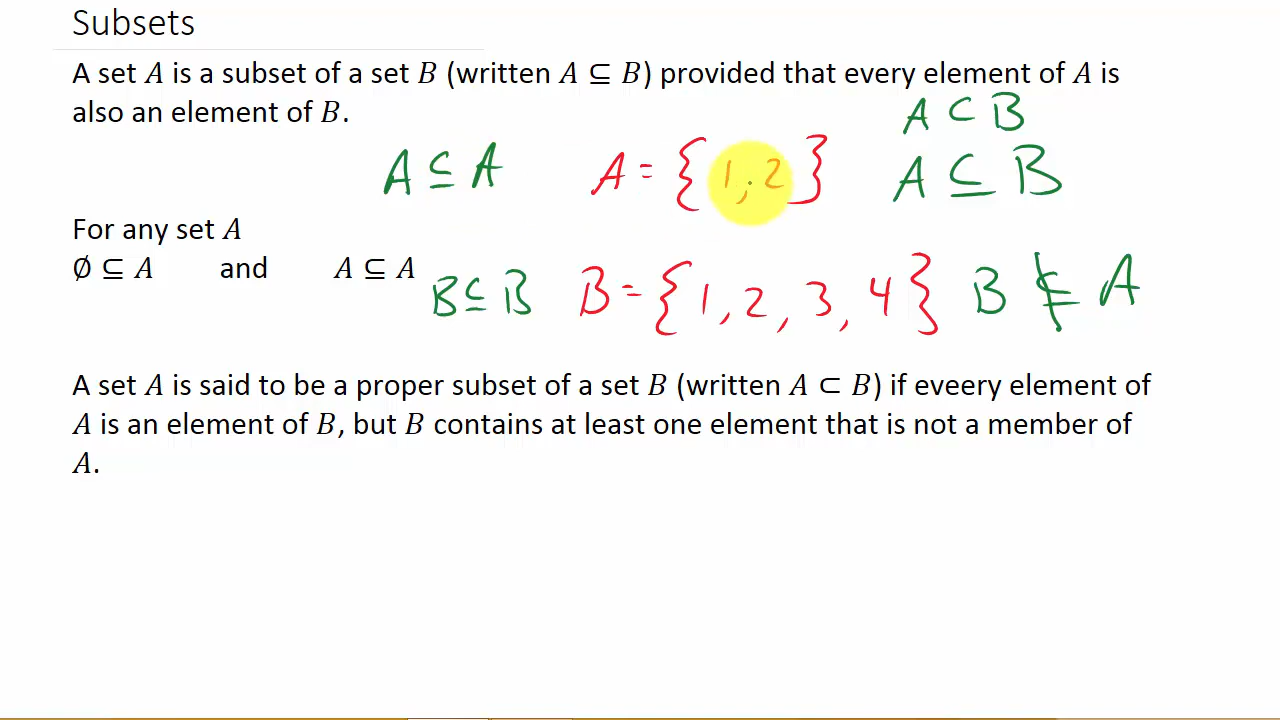 Subsets
A set A is a subset of a set B (written A ⊆ B) provided that every element of A is
also an element of B.
A ⊂ B
A ⊆ A
A = { 1, 2 }
A ⊆ B
For any set A
∅ ⊆ A and A ⊆ A
B ⊆ B
B = { 1, 2, 3, 4 }
B ⊈ A
A set A is said to be a proper subset of a set B (written A ⊂ B) if eveery element of
A is an element of B, but B contains at least one element that is not a member of
A.